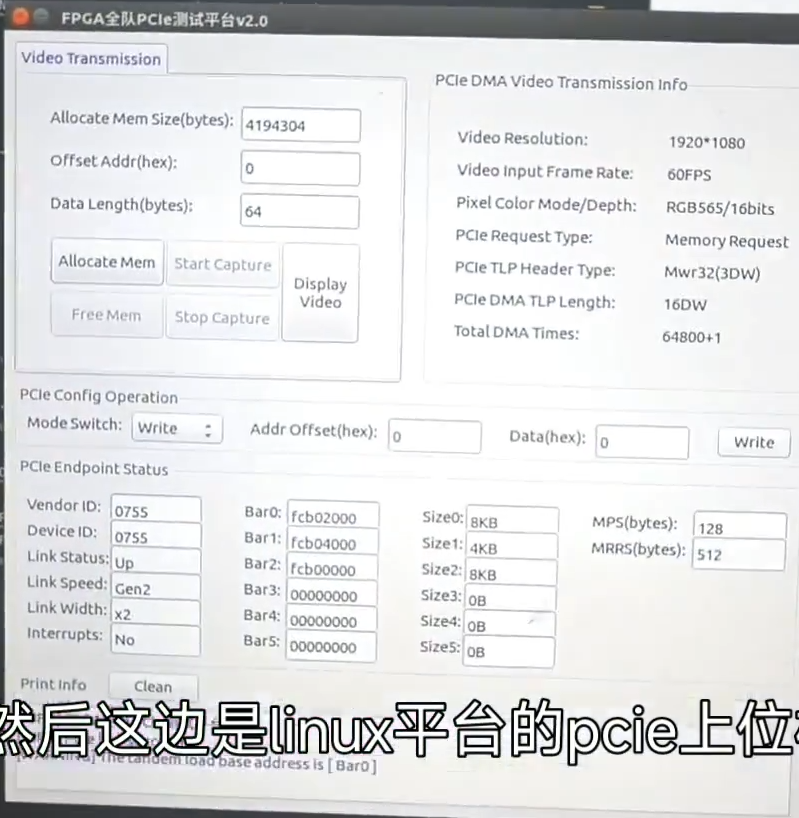 FPGA全队PCIe测试平台v2.0
Video Transmission
Allocate Mem Size(bytes): 4194304
Offset Addr(hex): 0
Data Length(bytes): 64
Allocate Mem Start Capture
Display Video
Free Mem Stop Capture
PCIe DMA Video Transmission Info
Video Resolution: 1920*1080
Video Input Frame Rate: 60FPS
Pixel Color Mode/Depth: RGB565/16bits
PCIe Request Type: Memory Request
PCIe TLP Header Type: Mwr32(3DW)
PCIe DMA TLP Length: 16DW
Total DMA Times: 64800+1
PCIe Config Operation
Mode Switch: Write Addr Offset(hex): 0 Data(hex): 0 Write
PCIe Endpoint Status
Vendor ID: 0755 Bar0: fcb02000 Size0: 8KB MPS(bytes): 128
Device ID: 0755 Bar1: fcb04000 Size1: 4KB MRRS(bytes): 512
Link Status: Up Bar2: fcb00000 Size2: 8KB
Link Speed: Gen2 Bar3: 00000000 Size3: 0B
Link Width: x2 Bar4: 00000000 Size4: 0B
Interrupts: No Bar5: 00000000 Size5: 0B
Print Info Clean
然后这边是linux平台的pcie上位
The tandem load base address is [ Bar0 ]